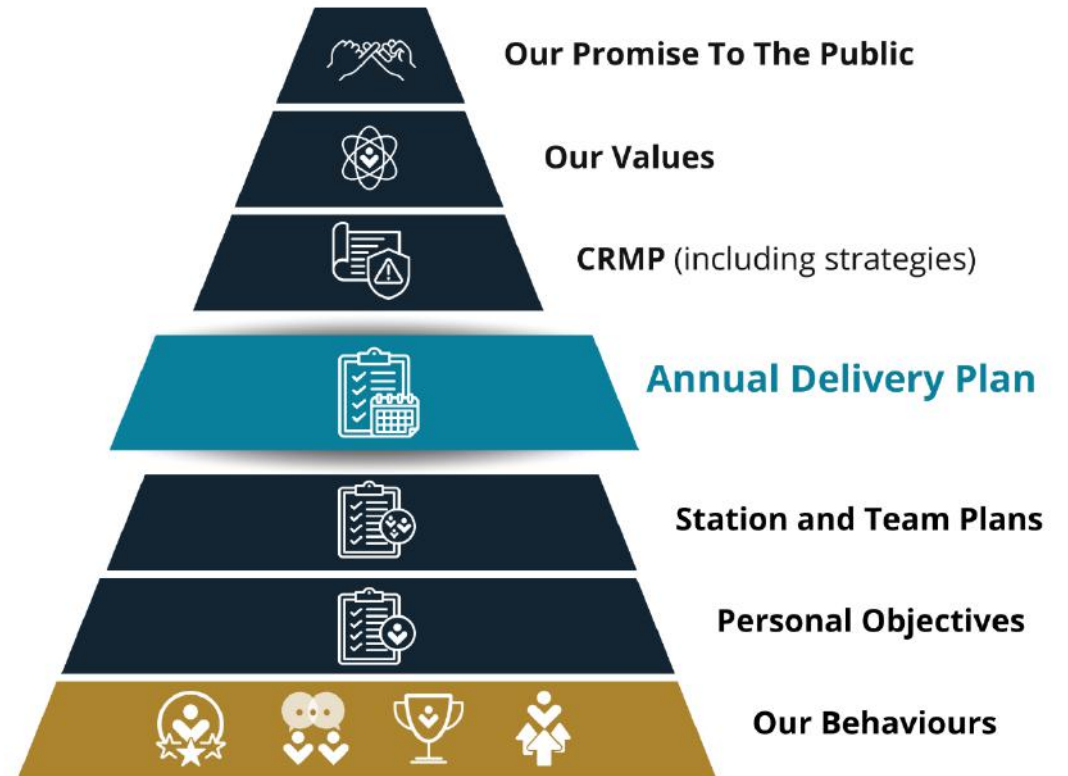 Our Promise To The Public
Our Values
CRMP (including strategies)
Annual Delivery Plan
Station and Team Plans
Personal Objectives
Our Behaviours